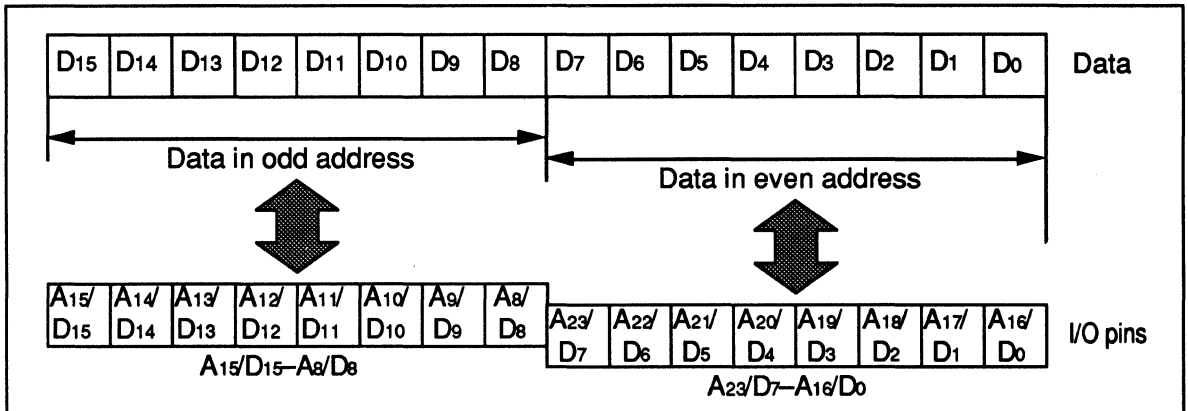 D15 D14 D13 D12 D11 D10 D9 D8 D7 D6 D5 D4 D3 D2 D1 D0 Data
Data in odd address
Data in even address
A15/ A14/ A13/ A12/ A11/ A10/ A9/ A8/
D15 D14 D13 D12 D11 D10 D9 D8
A23/ A22/ A21/ A20/ A19/ A18/ A17/ A16/
D7 D6 D5 D4 D3 D2 D1 D0
I/O pins
A15/D15–A8/D8
A23/D7–A16/D0